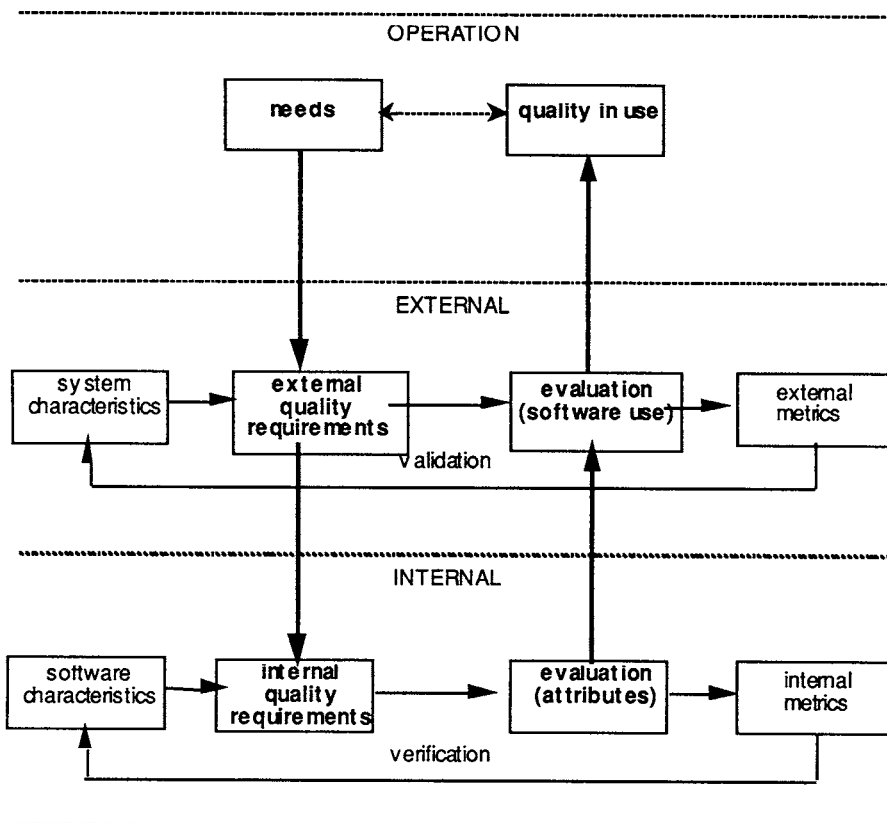 OPERATION
needs
quality in use
EXTERNAL
system
characteristics
external
quality
requirements
evaluation
(software use)
external
metrics
validation
INTERNAL
software
characteristics
internal
quality
requirements
evaluation
(attributes)
internal
metrics
verification